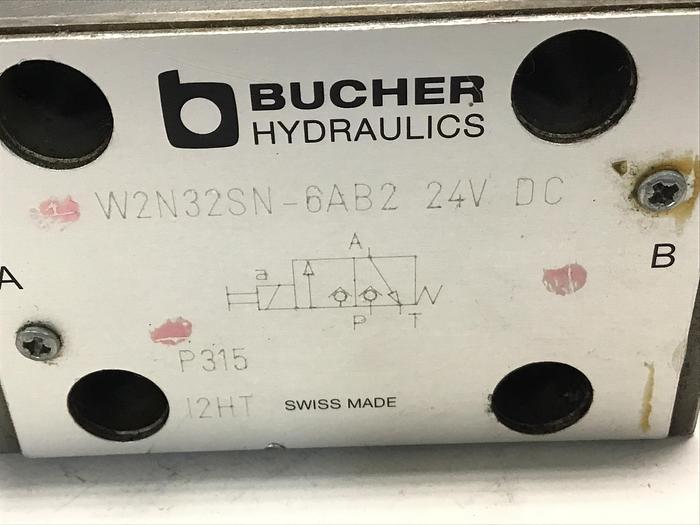 BUCHER
HYDRAULICS
W2N32SN-6AB2 24V DC
A
a
A
B
P T
P315
12HT SWISS MADE